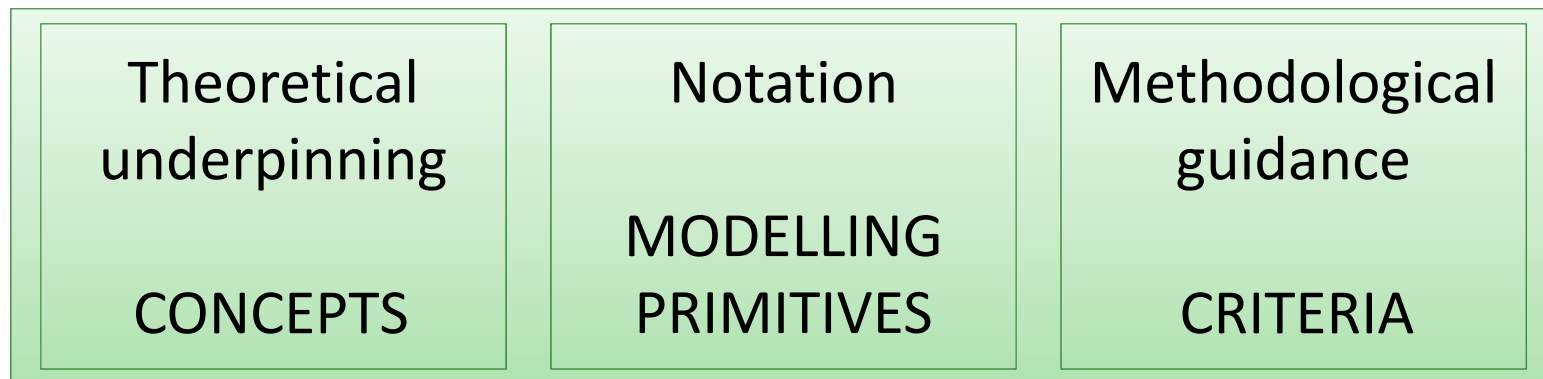 Theoretical
underpinning
CONCEPTS
Notation
MODELLING
PRIMITIVES
Methodological
guidance
CRITERIA